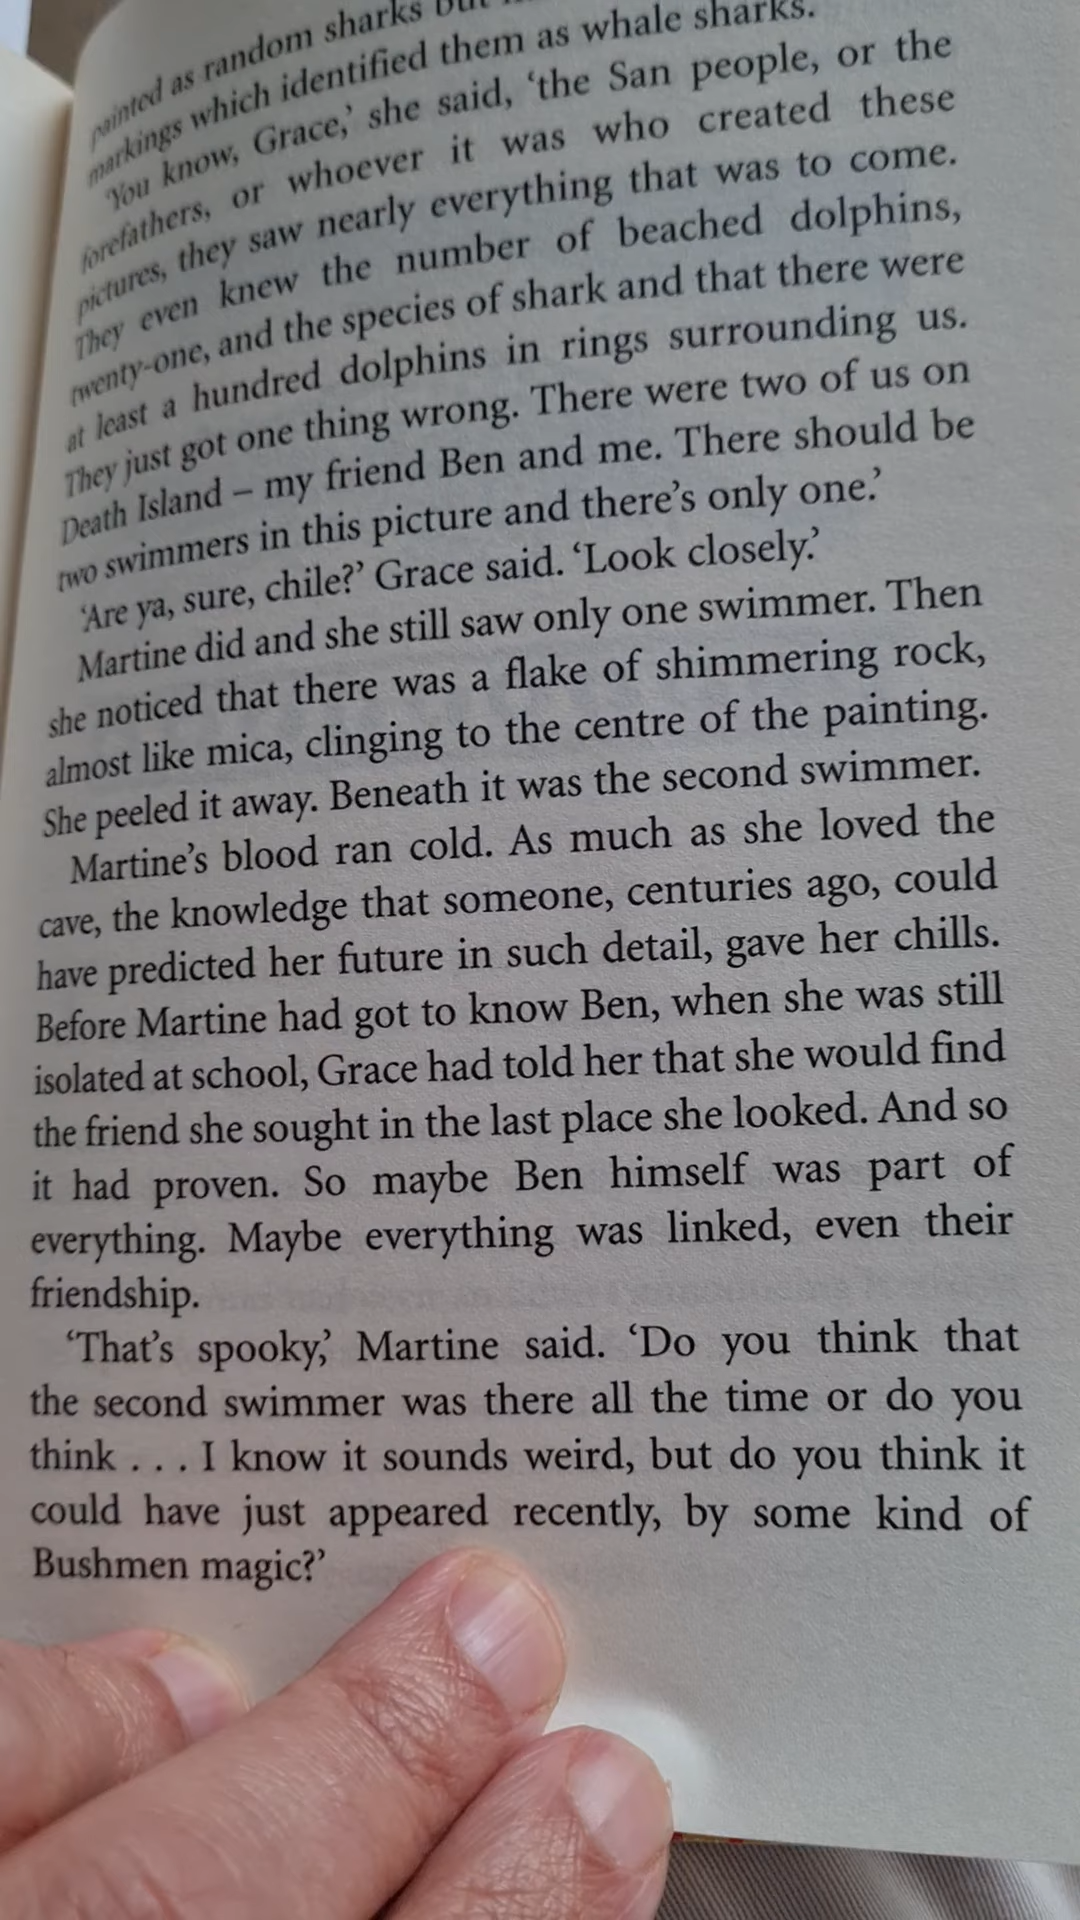 painted as random sharks but
markings which identified them as whale sharks.
‘You know, Grace,’ she said, ‘the San people, or the
forefathers, or whoever it was who created these
pictures, they saw nearly everything that was to come.
They even knew the number of beached dolphins,
twenty-one, and the species of shark and that there were
at least a hundred dolphins in rings surrounding us.
They just got one thing wrong. There were two of us on
Death Island – my friend Ben and me. There should be
two swimmers in this picture and there’s only one.’
‘Are ya, sure, chile?’ Grace said. ‘Look closely.’
Martine did and she still saw only one swimmer. Then
she noticed that there was a flake of shimmering rock,
almost like mica, clinging to the centre of the painting.
She peeled it away. Beneath it was the second swimmer.
Martine’s blood ran cold. As much as she loved the
cave, the knowledge that someone, centuries ago, could
have predicted her future in such detail, gave her chills.
Before Martine had got to know Ben, when she was still
isolated at school, Grace had told her that she would find
the friend she sought in the last place she looked. And so
it had proven. So maybe Ben himself was part of
everything. Maybe everything was linked, even their
friendship.
‘That’s spooky,’ Martine said. ‘Do you think that
the second swimmer was there all the time or do you
think . . . I know it sounds weird, but do you think it
could have just appeared recently, by some kind of
Bushmen magic?’